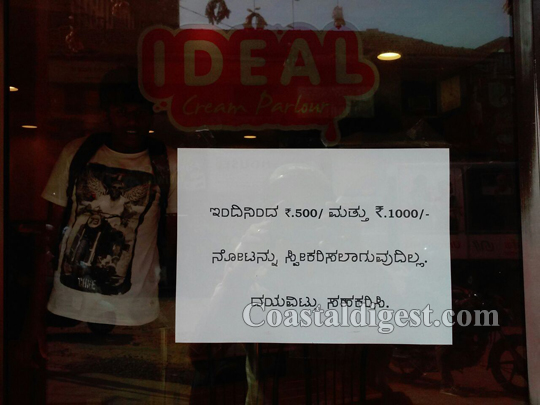 IDEAL
Cream Parlour
ಇಂದಿನಿಂದ ₹.500/ ಮತ್ತು ₹.1000/-
ನೋಟನ್ನು ಸ್ವೀಕರಿಸಲಾಗುವುದಿಲ್ಲ.
ದಯವಿಟ್ಟು ಸಹಕರಿಸಿ.
Coastaldigest.com